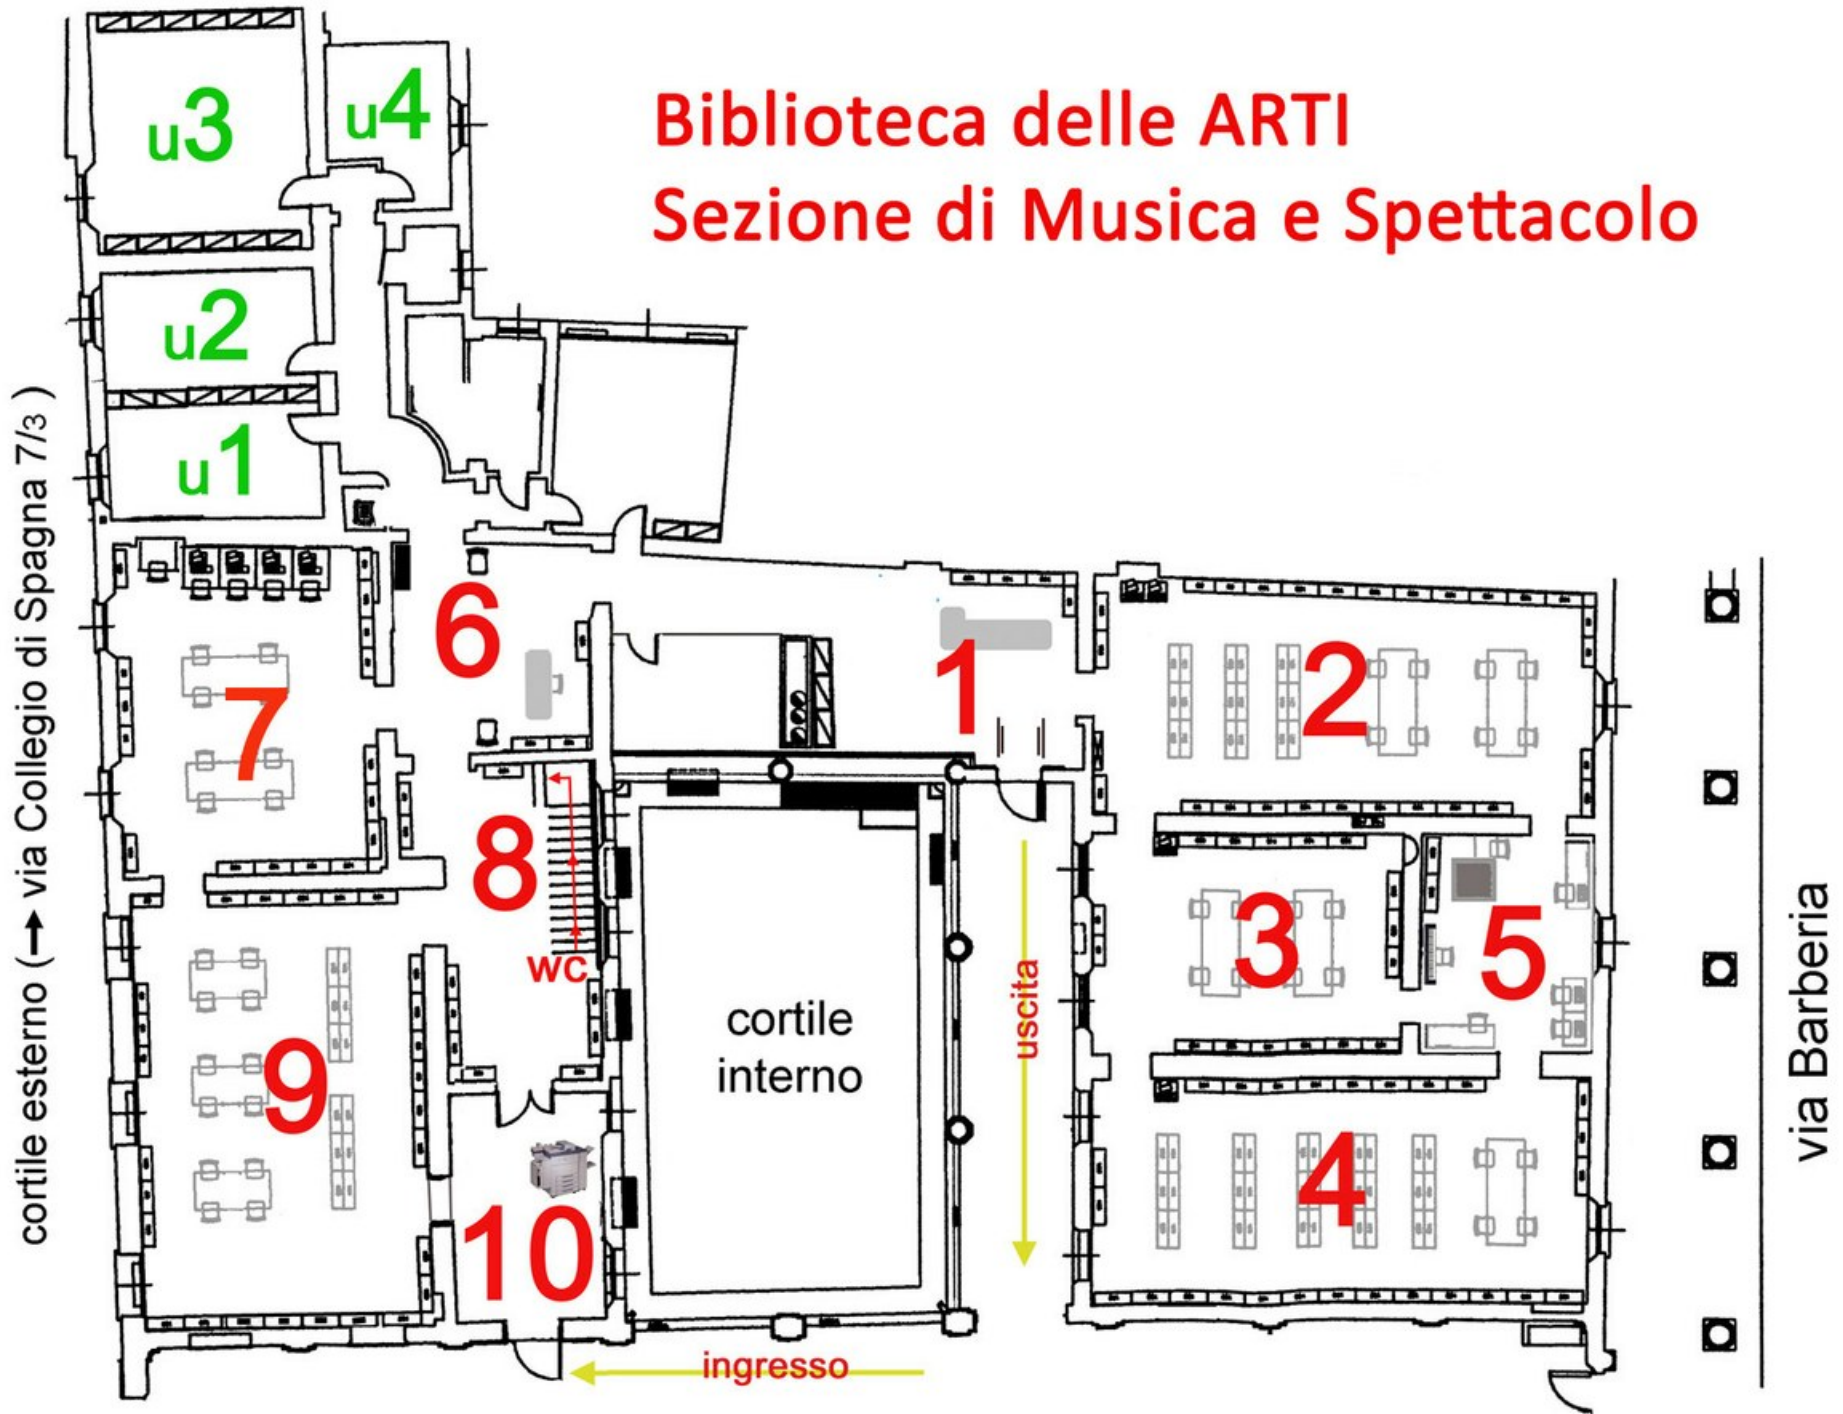 Biblioteca delle ARTI
Sezione di Musica e Spettacolo
u3
u4
u2
u1
6
7
1
2
8
WC
3
5
9
cortile
interno
uscita
4
10
ingresso
cortile esterno (→ via Collegio di Spagna 7/3 )
via Barberia